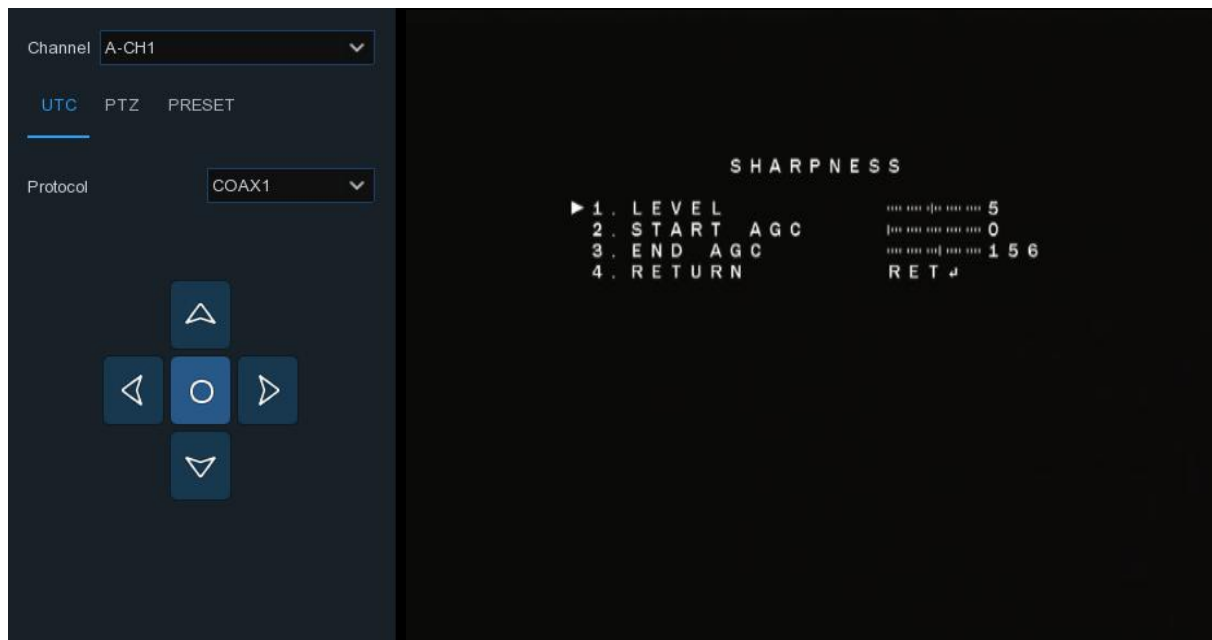 Channel A-CH1
UTC PTZ PRESET
Protocol COAX1
SHARPNESS
1. LEVEL 5
2. START AGC 0
3. END AGC 156
4. RETURN RET